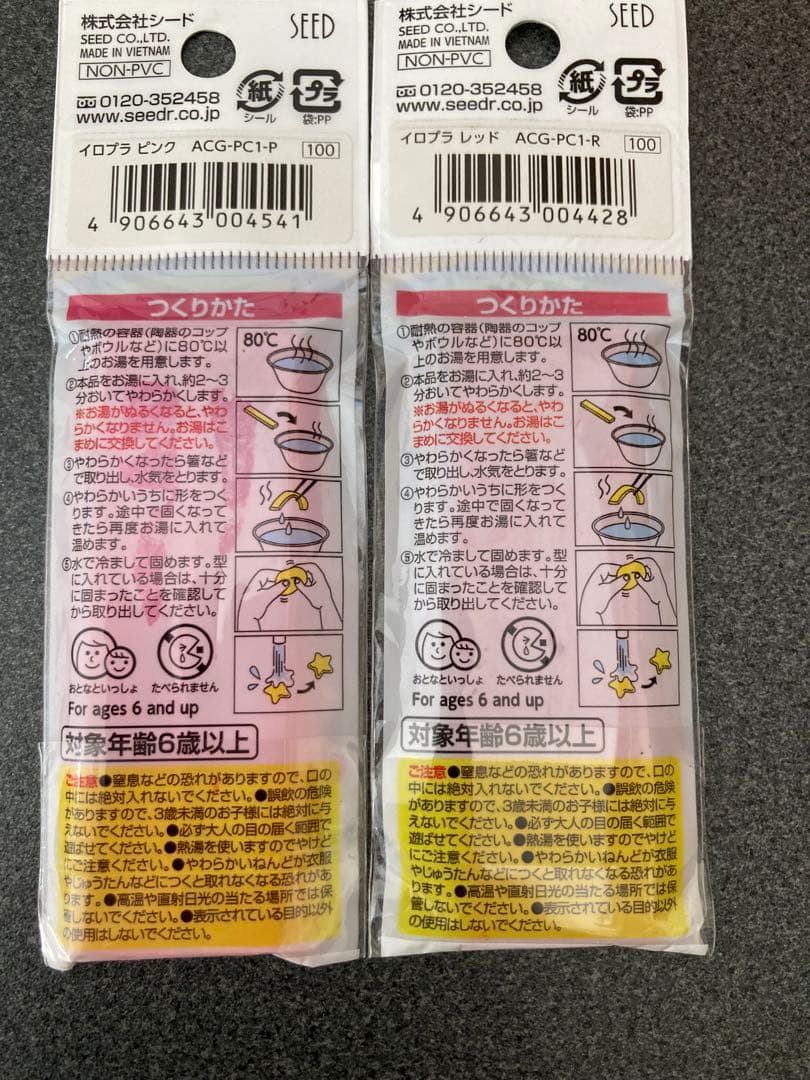 株式会社シード
SEED CO.,LTD.
MADE IN VIETNAM
NON-PVC
SEED
0120-352458
www.seedr.co.jp
紙
シール
プラ
袋:PP
イロプラ ピンク ACG-PC1-P 100
4 906643 004541
つくりかた
①耐熱の容器(陶器のコップ
やボウルなど)に80℃以
上のお湯を用意します。
80℃
②本品をお湯に入れ、約2〜3
分おいてやわらかくします。
※お湯がぬるくなると、やわ
らかくなりません。お湯はこ
まめに交換してください。
③やわらかくなったら箸など
で取り出し、水気をとります。
④やわらかいうちに形をつく
ります。途中で固くなって
きたら再度お湯に入れて
温めます。
⑤水で冷まして固めます。型
に入れている場合は、十分
に固まったことを確認して
から取り出してください。
おとなといっしょ
たべられません
For ages 6 and up
対象年齢6歳以上
ご注意●窒息などの恐れがありますので、口の
中には絶対入れないでください。●誤飲の危険
がありますので、3歳未満のお子様には絶対に与
えないでください。●必ず大人の目の届く範囲で
遊ばせてください。●熱湯を使いますのでやけど
にご注意ください。●やわらかいねんどが衣服
やじゅうたんなどにつくと取れなくなる恐れがあ
ります。●高温や直射日光の当たる場所では保
管しないでください。●表示されている目的以外
の使用はしないでください。
株式会社シード
SEED CO.,LTD.
MADE IN VIETNAM
NON-PVC
SEED
0120-352458
www.seedr.co.jp
紙
シール
プラ
袋:PP
イロプラ レッド ACG-PC1-R 100
4 906643 004428
つくりかた
①耐熱の容器(陶器のコップ
やボウルなど)に80℃以
上のお湯を用意します。
80℃
②本品をお湯に入れ、約2〜3
分おいてやわらかくします。
※お湯がぬるくなると、やわ
らかくなりません。お湯はこ
まめに交換してください。
③やわらかくなったら箸など
で取り出し、水気をとります。
④やわらかいうちに形をつく
ります。途中で固くなって
きたら再度お湯に入れて
温めます。
⑤水で冷まして固めます。型
に入れている場合は、十分
に固まったことを確認して
から取り出してください。
おとなといっしょ
たべられません
For ages 6 and up
対象年齢6歳以上
ご注意●窒息などの恐れがありますので、口の
中には絶対入れないでください。●誤飲の危険
がありますので、3歳未満のお子様には絶対に与
えないでください。●必ず大人の目の届く範囲で
遊ばせてください。●熱湯を使いますのでやけど
にご注意ください。●やわらかいねんどが衣服
やじゅうたんなどにつくと取れなくなる恐れがあ
ります。●高温や直射日光の当たる場所では保
管しないでください。●表示されている目的以外
の使用はしないでください。